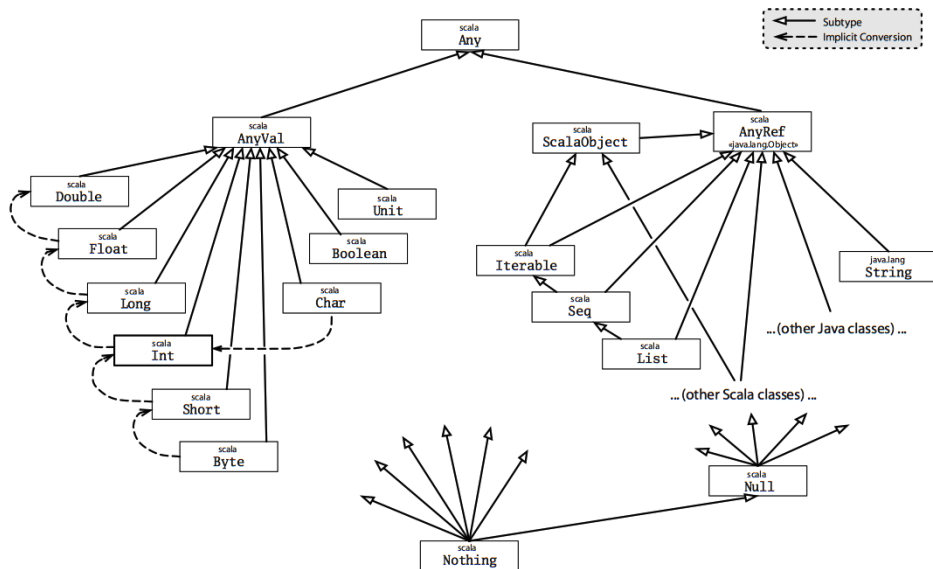 scala
Any
Subtype
Implicit Conversion
scala
AnyVal
scala
ScalaObject
scala
AnyRef
«java.lang.Object»
scala
Double
scala
Unit
scala
Float
scala
Boolean
scala
Iterable
java.lang
String
scala
Long
scala
Char
scala
Seq
... (other Java classes) ...
scala
Int
scala
List
scala
Short
... (other Scala classes) ...
scala
Byte
scala
Null
scala
Nothing